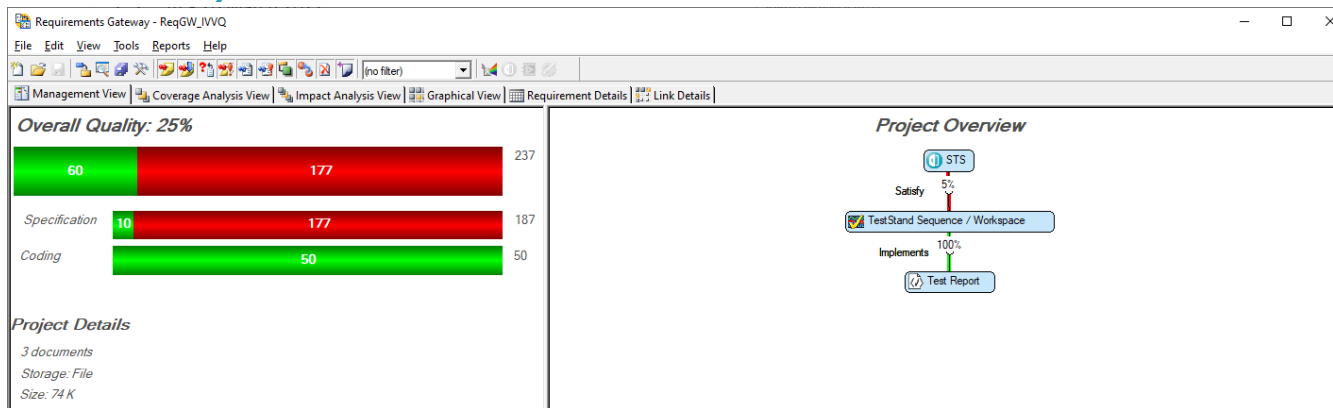 Requirements Gateway - ReqGW_IVVQ
File Edit View Tools Reports Help
(no filter)
Management View Coverage Analysis View Impact Analysis View Graphical View Requirement Details Link Details
Overall Quality: 25%
60 177 237
Specification 10 177 187
Coding 50 50
Project Details
3 documents
Storage: File
Size: 74 K
Project Overview
STS
Satisfy 5%
TestStand Sequence / Workspace
Implements 100%
Test Report